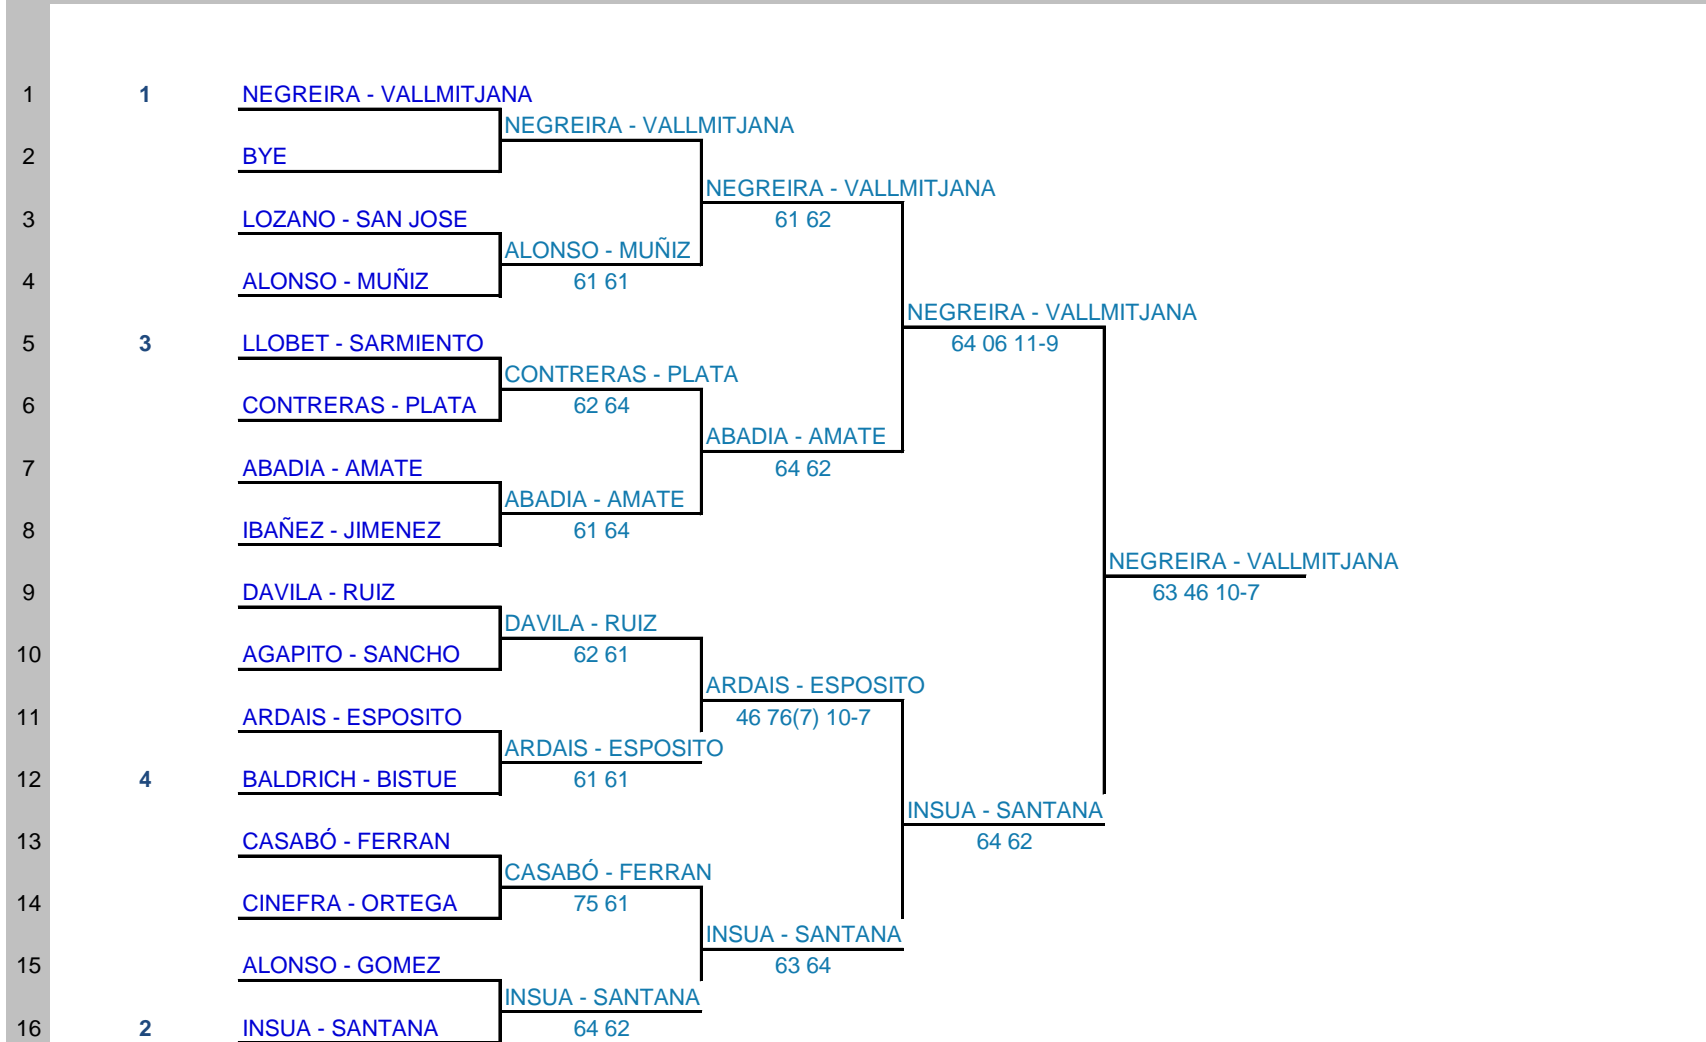 1 1 NEGREIRA - VALLMITJANA
NEGREIRA - VALLMITJANA
2 BYE
NEGREIRA - VALLMITJANA
3 LOZANO - SAN JOSE 61 62
ALONSO - MUÑIZ
4 ALONSO - MUÑIZ 61 61
NEGREIRA - VALLMITJANA
5 3 LLOBET - SARMIENTO 64 06 11-9
CONTRERAS - PLATA
6 CONTRERAS - PLATA 62 64
ABADIA - AMATE
7 ABADIA - AMATE 64 62
ABADIA - AMATE
8 IBAÑEZ - JIMENEZ 61 64
NEGREIRA - VALLMITJANA
9 DAVILA - RUIZ 63 46 10-7
DAVILA - RUIZ
10 AGAPITO - SANCHO 62 61
ARDAIS - ESPOSITO
11 ARDAIS - ESPOSITO 46 76(7) 10-7
ARDAIS - ESPOSITO
12 4 BALDRICH - BISTUE 61 61
INSUA - SANTANA
13 CASABÓ - FERRAN 64 62
CASABÓ - FERRAN
14 CINEFRA - ORTEGA 75 61
INSUA - SANTANA
15 ALONSO - GOMEZ 63 64
INSUA - SANTANA
16 2 INSUA - SANTANA 64 62